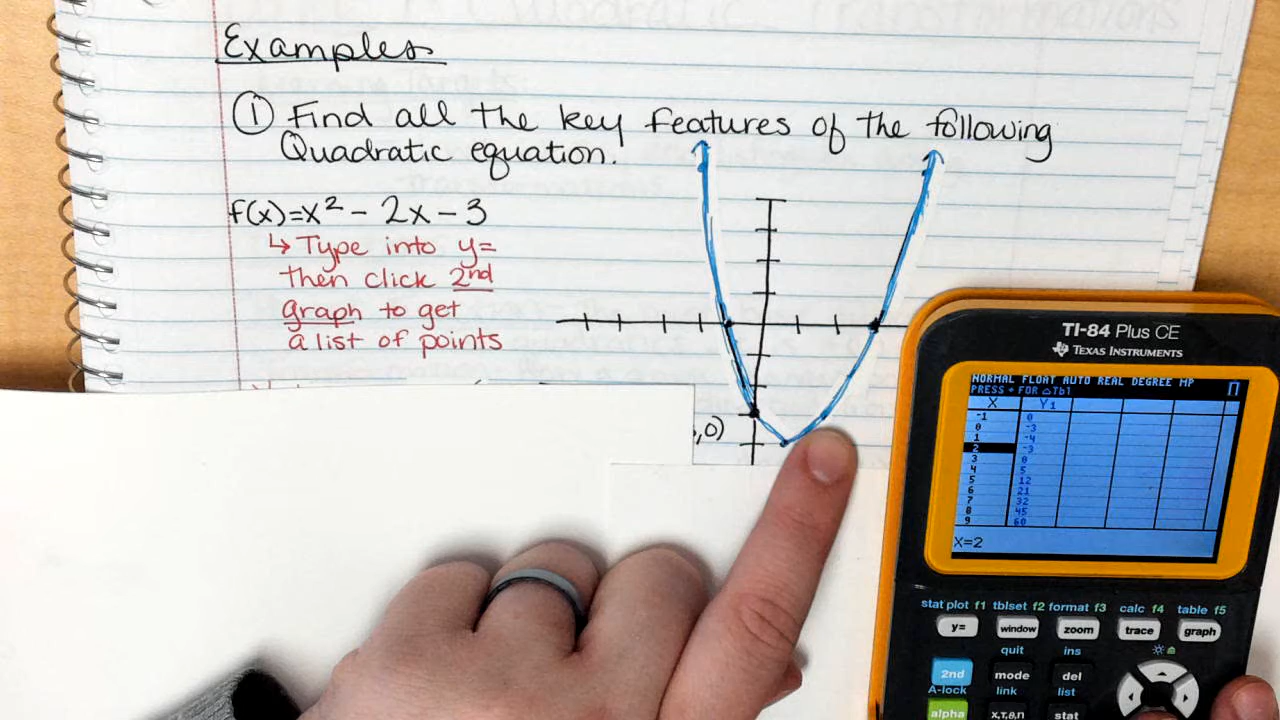 Examples
① Find all the key features of the following
Quadratic equation.
f(x)=x² - 2x - 3
↳ Type into y=
then click 2nd
graph to get
a list of points
,0)
TI-84 Plus CE
TEXAS INSTRUMENTS
NORMAL FLOAT AUTO REAL DEGREE MP
PRESS + FOR △Tbl
X Y1
-1 0
0 -3
1 -4
2 -3
3 0
4 5
5 12
6 21
7 32
8 45
9 60
X=2
stat plot f1 tblset f2 format f3 calc f4 table f5
y= window zoom trace graph
quit ins
2nd mode del
A-lock link list
alpha X,T,θ,n stat